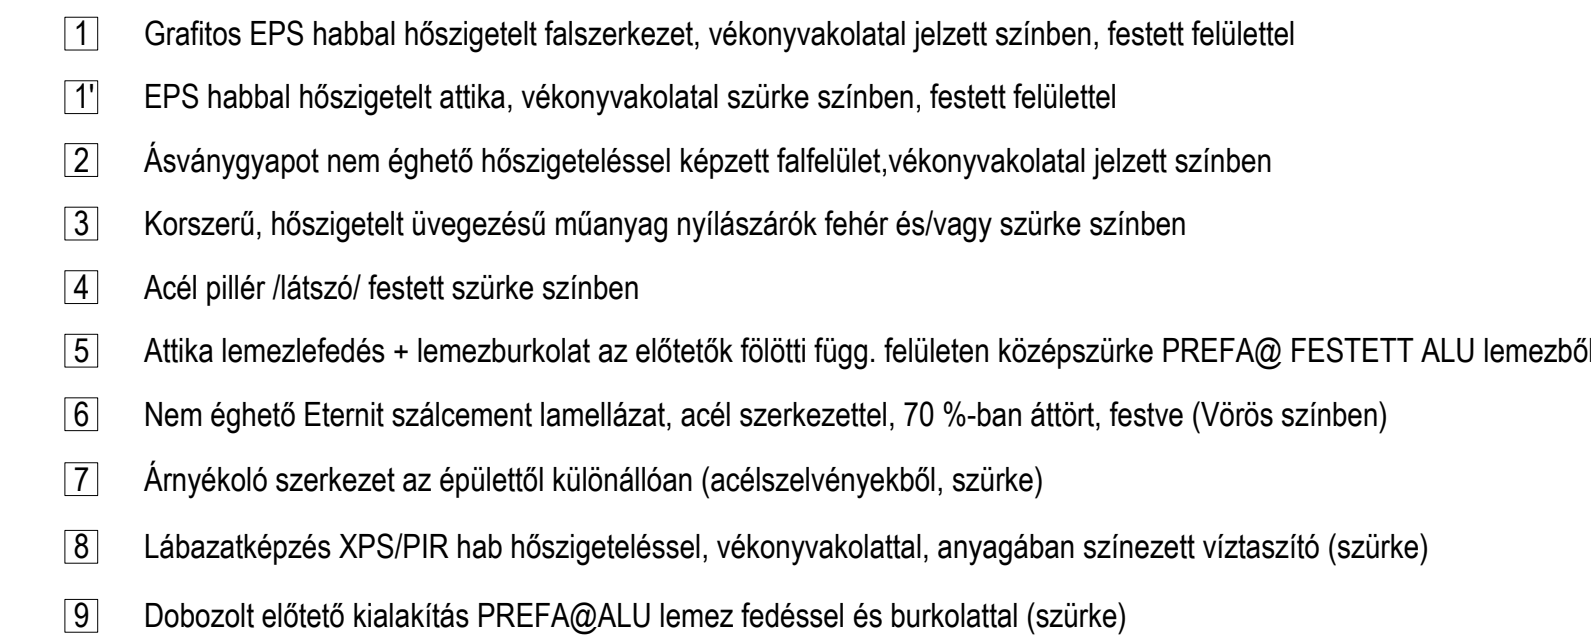 1 Grafitos EPS habbal hőszigetelt falszerkezet, vékonyvakolatal jelzett színben, festett felülettel
1' EPS habbal hőszigetelt attika, vékonyvakolatal szürke színben, festett felülettel
2 Ásványgyapot nem éghető hőszigeteléssel képzett falfelület,vékonyvakolatal jelzett színben
3 Korszerű, hőszigetelt üvegezésű műanyag nyílászárók fehér és/vagy szürke színben
4 Acél pillér /látszó/ festett szürke színben
5 Attika lemezlefedés + lemezburkolat az előtetők fölötti függ. felületen középszürke PREFA@ FESTETT ALU lemezből
6 Nem éghető Eternit szálcement lamellázat, acél szerkezettel, 70 %-ban áttört, festve (Vörös színben)
7 Árnyékoló szerkezet az épülettől különállóan (acélszelvényekből, szürke)
8 Lábazatképzés XPS/PIR hab hőszigeteléssel, vékonyvakolattal, anyagában színezett víztaszító (szürke)
9 Dobozolt előtető kialakítás PREFA@ALU lemez fedéssel és burkolattal (szürke)